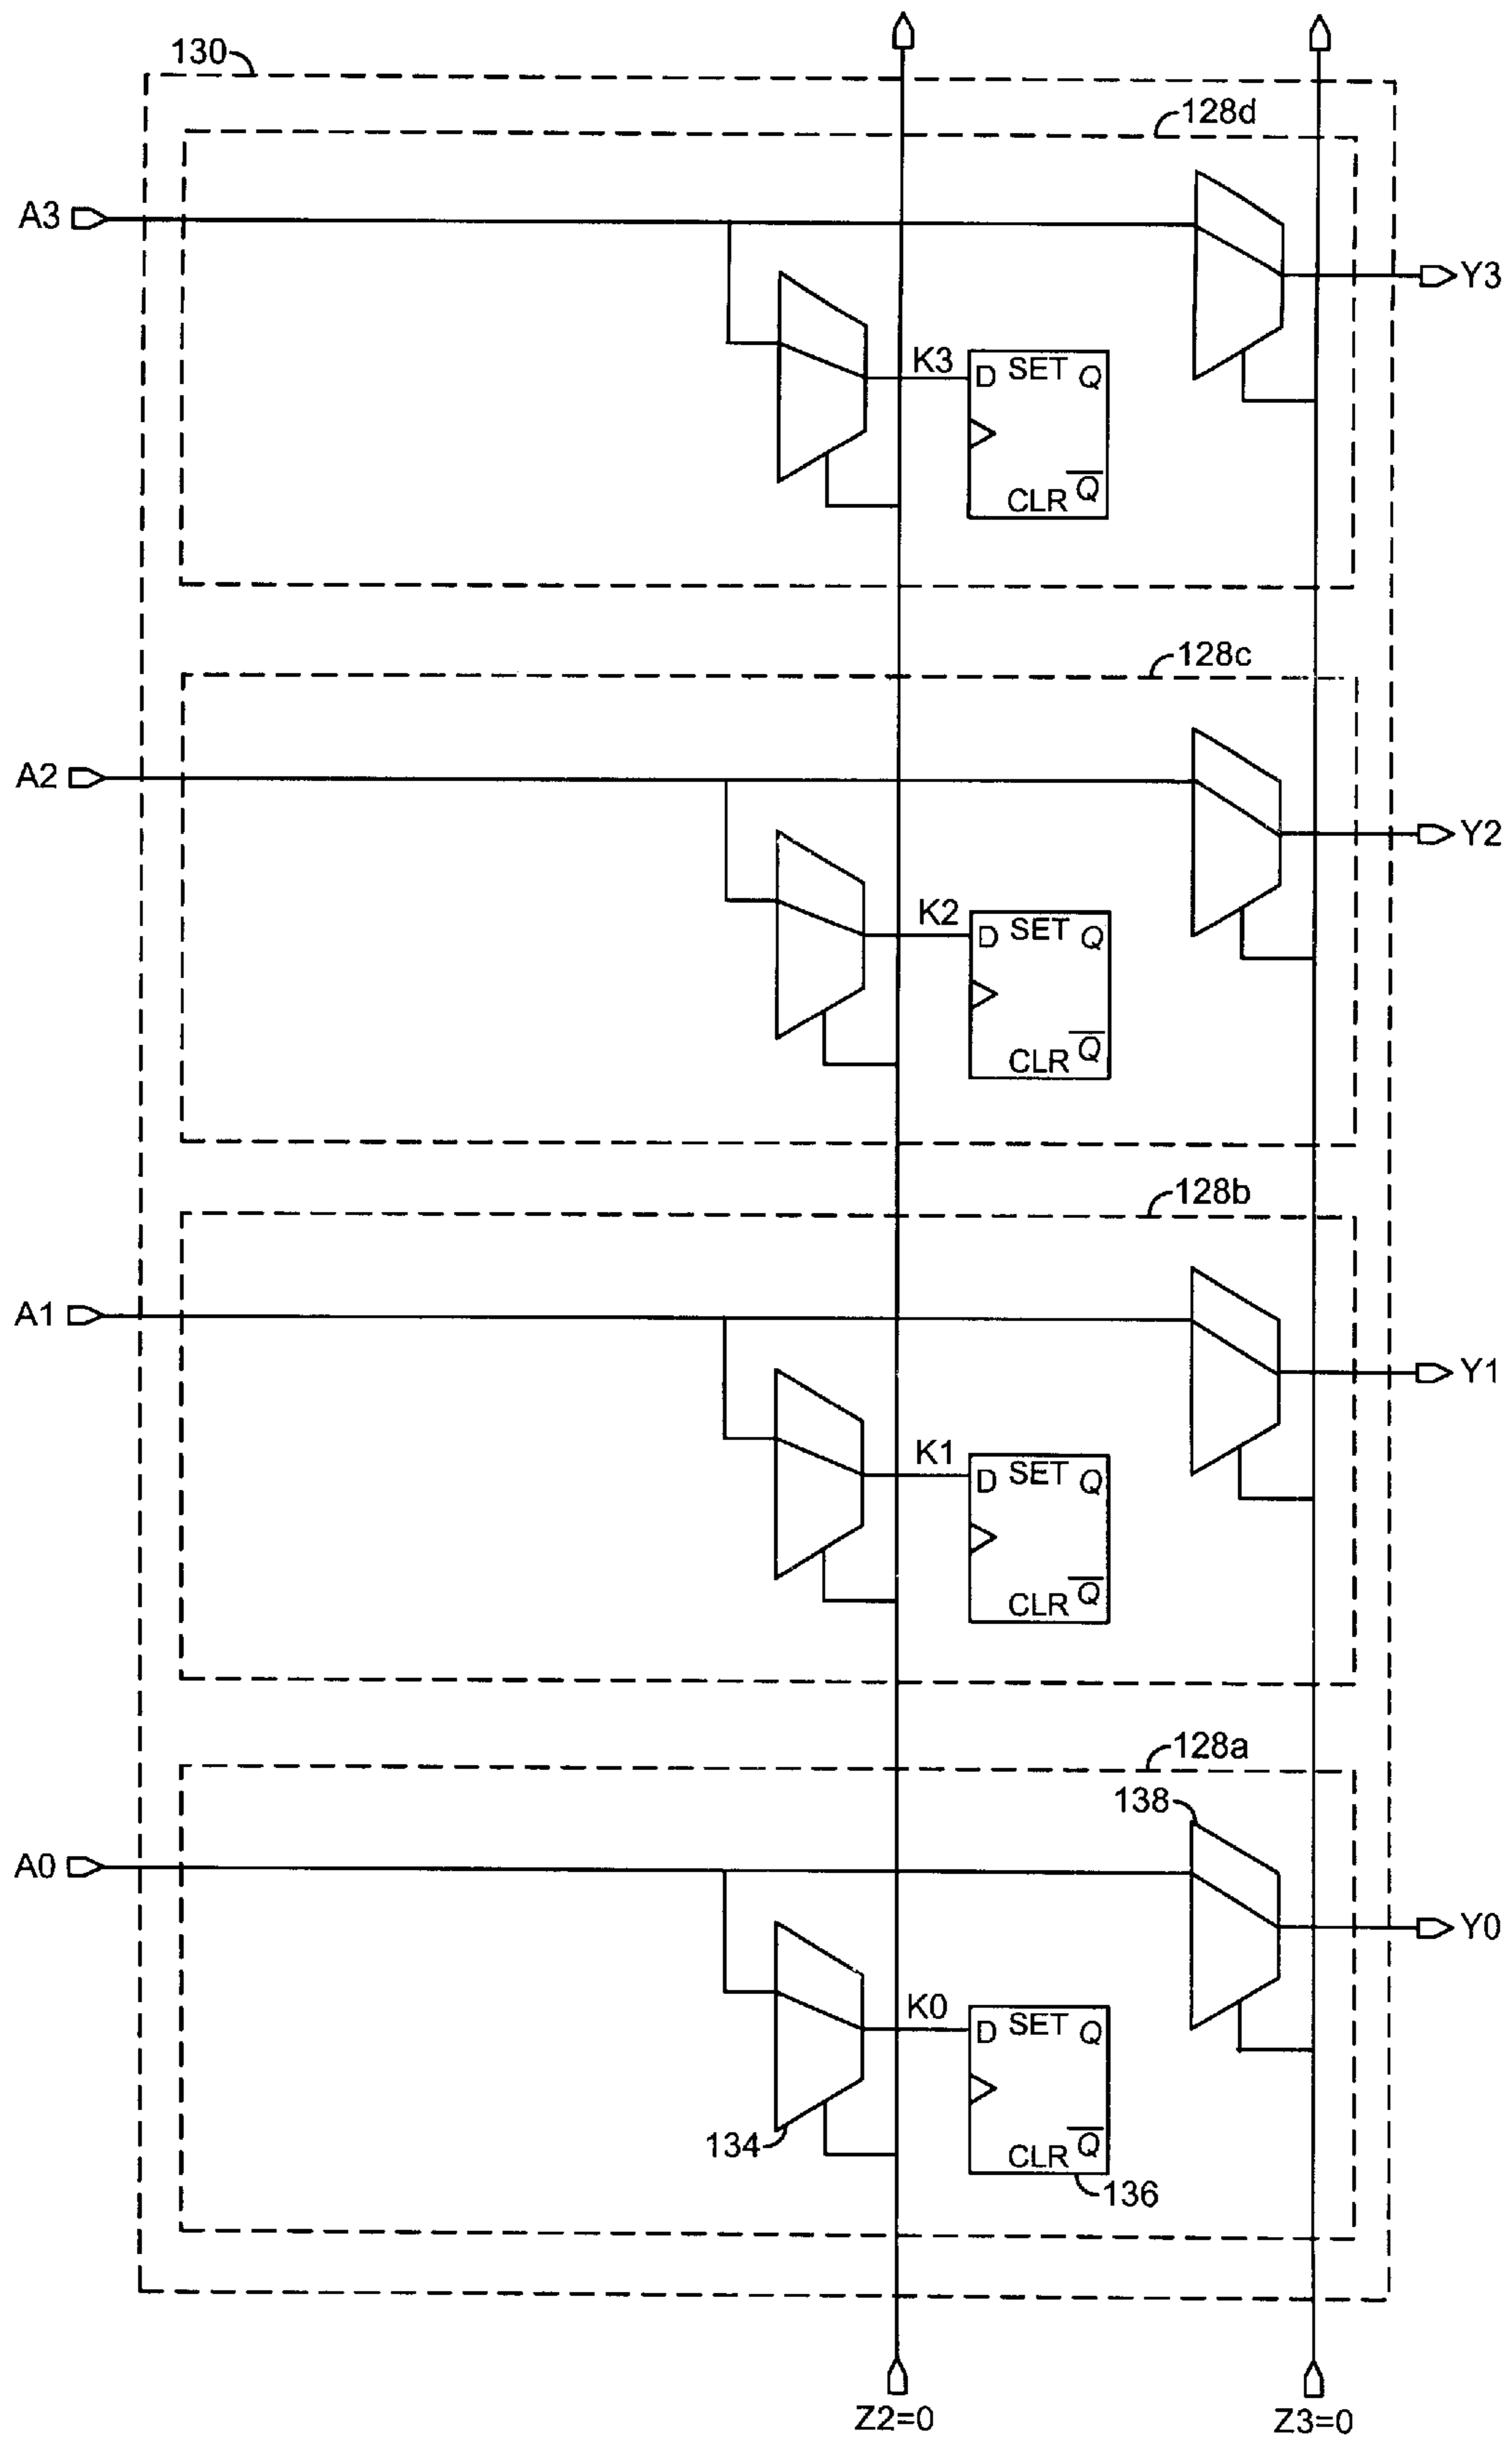 130
128d
A3
Y3
K3
D SET Q
CLR Q̅
128c
A2
Y2
K2
D SET Q
CLR Q̅
128b
A1
Y1
K1
D SET Q
CLR Q̅
128a
138
A0
Y0
K0
D SET Q
CLR Q̅
134
136
Z2=0
Z3=0